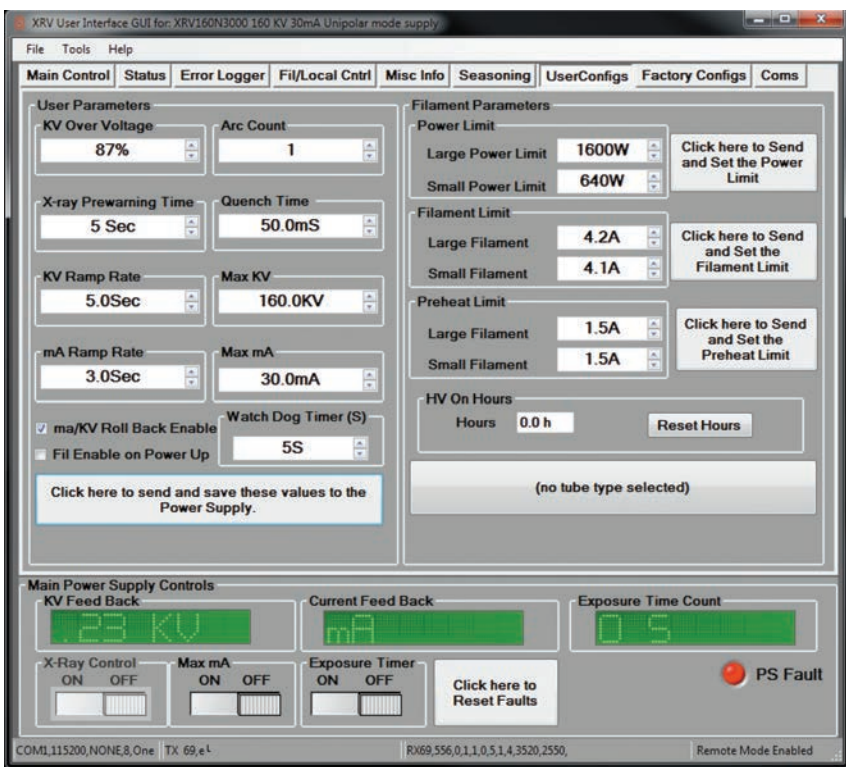 XRV User Interface GUI for: XRV160N3000 160 KV 30mA Unipolar mode supply
File Tools Help
Main Control Status Error Logger Fil/Local Cntrl Misc Info Seasoning UserConfigs Factory Configs Coms
User Parameters
KV Over Voltage
87%
Arc Count
1
X-ray Prewarning Time
5 Sec
Quench Time
50.0mS
KV Ramp Rate
5.0Sec
Max KV
160.0KV
mA Ramp Rate
3.0Sec
Max mA
30.0mA
ma/KV Roll Back Enable
Fil Enable on Power Up
Watch Dog Timer (S)
5S
Click here to send and save these values to the
Power Supply.
Filament Parameters
Power Limit
Large Power Limit 1600W
Small Power Limit 640W
Click here to Send
and Set the Power
Limit
Filament Limit
Large Filament 4.2A
Small Filament 4.1A
Click here to Send
and Set the
Filament Limit
Preheat Limit
Large Filament 1.5A
Small Filament 1.5A
Click here to Send
and Set the
Preheat Limit
HV On Hours
Hours 0.0 h
Reset Hours
(no tube type selected)
Main Power Supply Controls
KV Feed Back
.23 KV
Current Feed Back
mA
Exposure Time Count
0 S
X-Ray Control
ON OFF
Max mA
ON OFF
Exposure Timer
ON OFF
Click here to
Reset Faults
PS Fault
COM1,115200,NONE,8,One TX 69,e└ RX69,556,0,1,1,0,5,1,4,3520,2550, Remote Mode Enabled